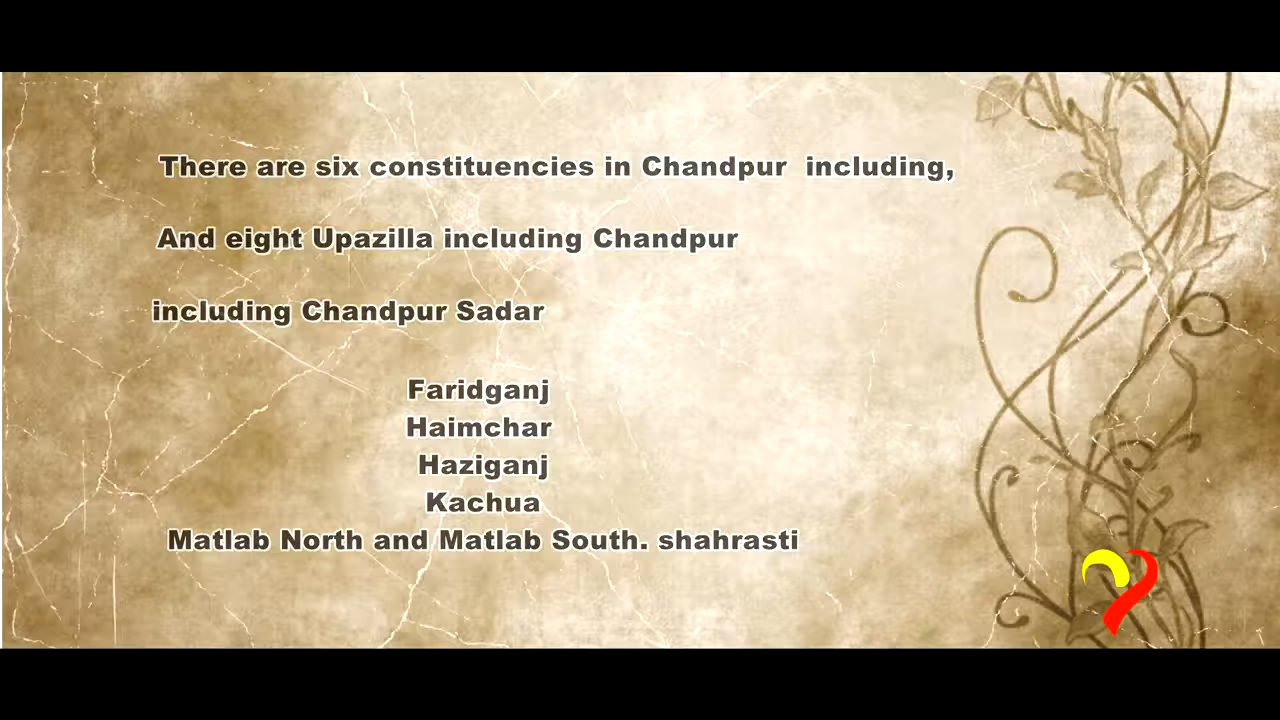 There are six constituencies in Chandpur  including,
And eight Upazilla including Chandpur
including Chandpur Sadar
Faridganj
Haimchar
Haziganj
Kachua
Matlab North and Matlab South. shahrasti